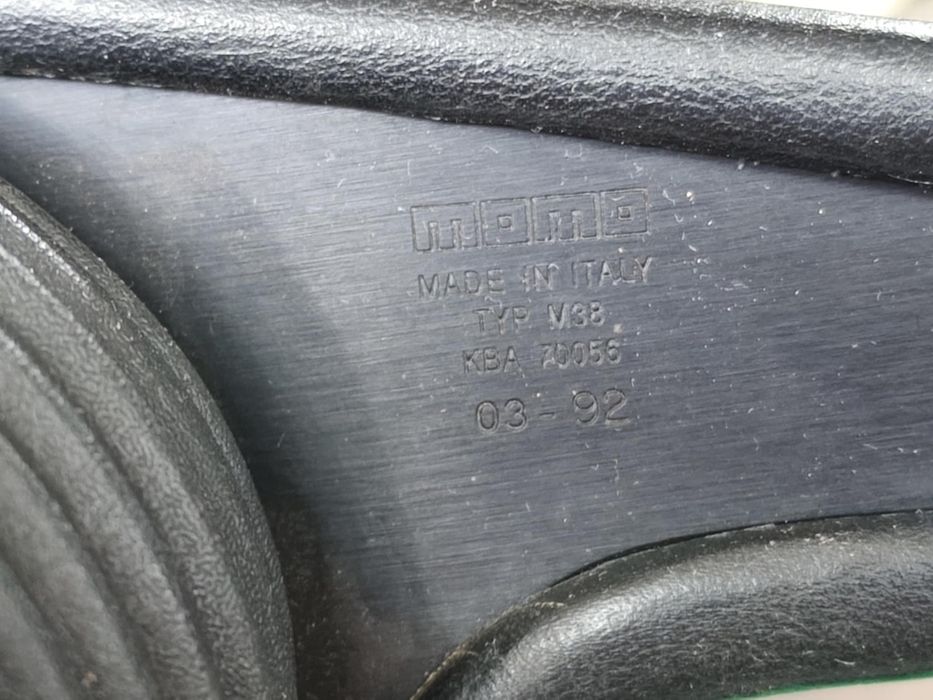 momo
MADE IN ITALY
TYP M38
KBA 70056
03-92